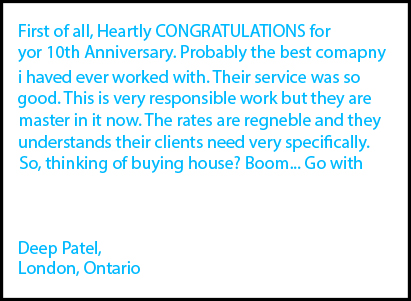 First of all, Heartly CONGRATULATIONS for
yor 10th Anniversary. Probably the best comapny
i haved ever worked with. Their service was so
good. This is very responsible work but they are
master in it now. The rates are regneble and they
understands their clients need very specifically.
So, thinking of buying house? Boom... Go with
Deep Patel,
London, Ontario